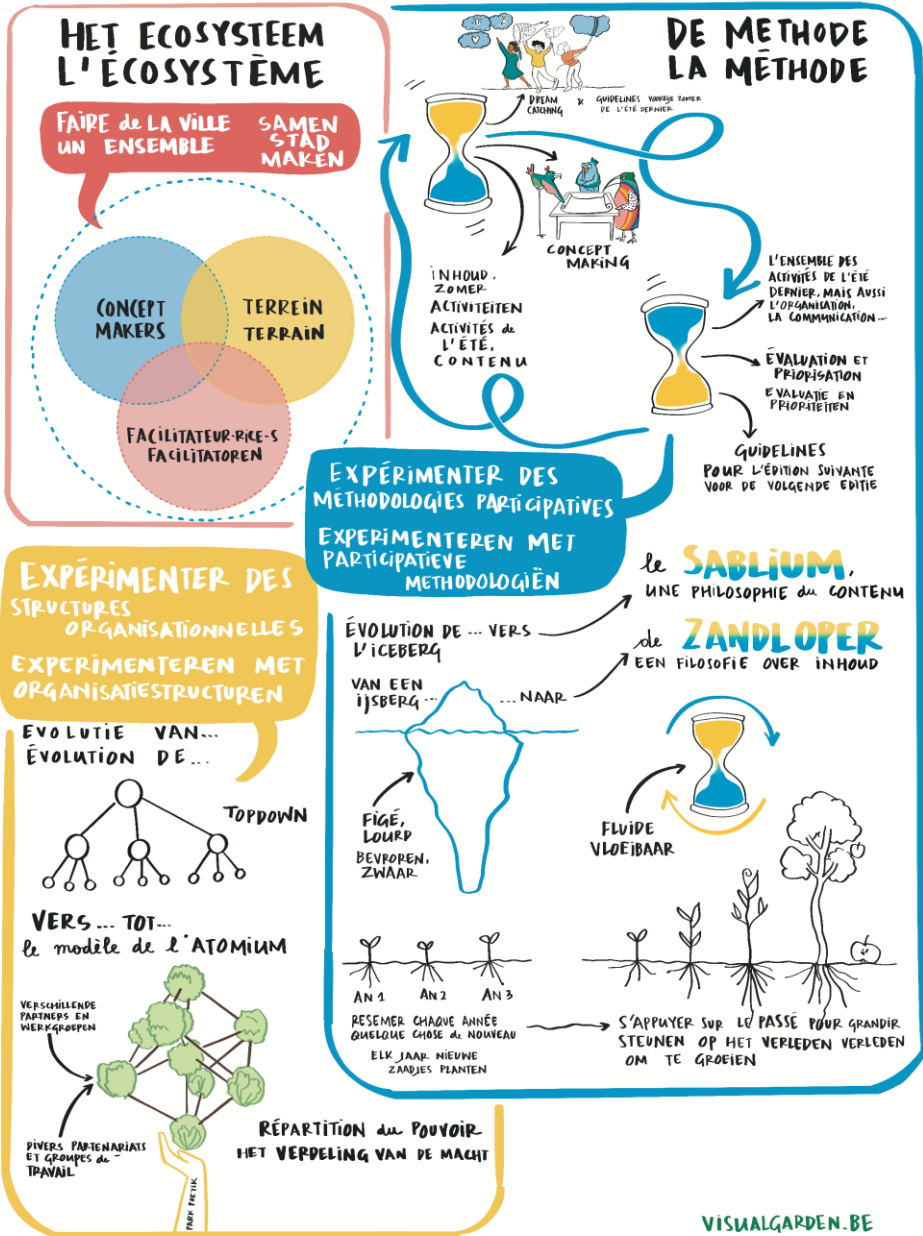 HET ECOSYSTEEM
L'ÉCOSYSTÈME
FAIRE de LA VILLE
UN ENSEMBLE
SAMEN
STAD
MAKEN
CONCEPT
MAKERS
TERREIN
TERRAIN
FACILITATEUR·RICE·S
FACILITATOREN
DE METHODE
LA MÉTHODE
DREAM
CATCHING
&
GUIDELINES VORIGE ZOMER
DE L'ÉTÉ DERNIER
CONCEPT
MAKING
INHOUD.
ZOMER
ACTIVITEITEN
ACTIVITÉS de
L'ÉTÉ.
CONTENU
L'ENSEMBLE DES
ACTIVITÉS DE L'ÉTÉ
DERNIER, MAIS AUSSI
L'ORGANISATION,
LA COMMUNICATION...
ÉVALUATION ET
PRIORISATION
EVALUATIE EN
PRIORITEITEN
GUIDELINES
POUR L'ÉDITION SUIVANTE
VOOR DE VOLGENDE EDITIE
EXPÉRIMENTER DES
MÉTHODOLOGIES PARTICIPATIVES
EXPERIMENTEREN MET
PARTICIPATIEVE
METHODOLOGIËN
le SABLIUM,
UNE PHILOSOPHIE du CONTENU
de ZANDLOPER
EEN FILOSOFIE OVER INHOUD
ÉVOLUTION DE ... VERS
L'ICEBERG
VAN EEN
IJSBERG ... ...NAAR
FIGÉ,
LOURD
BEVROREN,
ZWAAR
FLUIDE
VLOEIBAAR
AN 1 AN 2 AN 3
RESEMER CHAQUE ANNÉE
QUELQUE CHOSE de NOUVEAU
ELK JAAR NIEUWE
ZAADJES PLANTEN
S'APPUYER SUR LE PASSÉ POUR GRANDIR
STEUNEN OP HET VERLEDEN VERLEDEN
OM TE GROEIEN
EXPÉRIMENTER DES
STRUCTURES
ORGANISATIONNELLES
EXPERIMENTEREN MET
ORGANISATIESTRUCTUREN
EVOLUTIE VAN...
ÉVOLUTION DE...
TOPDOWN
VERS... TOT...
le modèle de l'ATOMIUM
VERSCHILLENDE
PARTNERS EN
WERKGROEPEN
DIVERS PARTENARIATS
ET GROUPES de
TRAVAIL
PARK POETIK
RÉPARTITION du POUVOIR
HET VERDELING VAN DE MACHT
VISUALGARDEN.BE